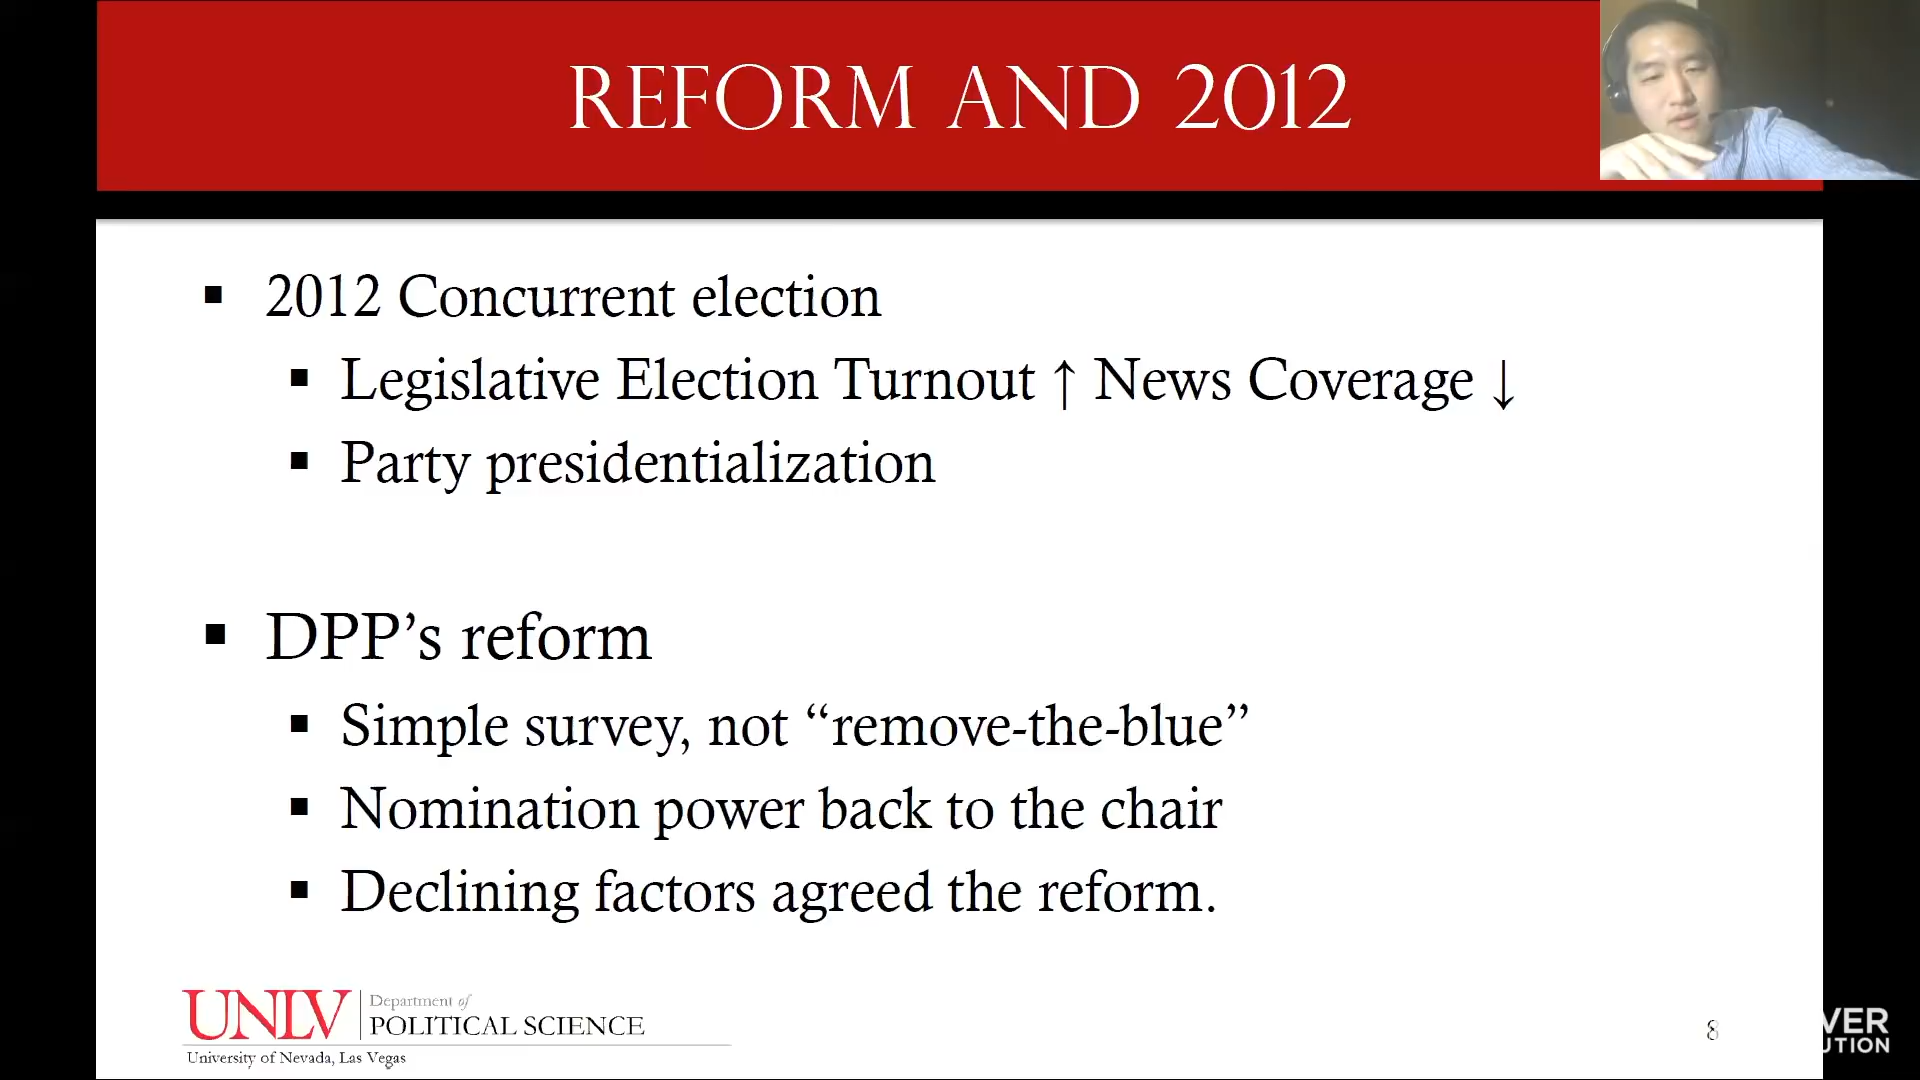 REFORM AND 2012
▪ 2012 Concurrent election
▪ Legislative Election Turnout ↑ News Coverage ↓
▪ Party presidentialization
▪ DPP’s reform
▪ Simple survey, not “remove-the-blue”
▪ Nomination power back to the chair
▪ Declining factors agreed the reform.
UNLV
Department of
POLITICAL SCIENCE
University of Nevada, Las Vegas
8